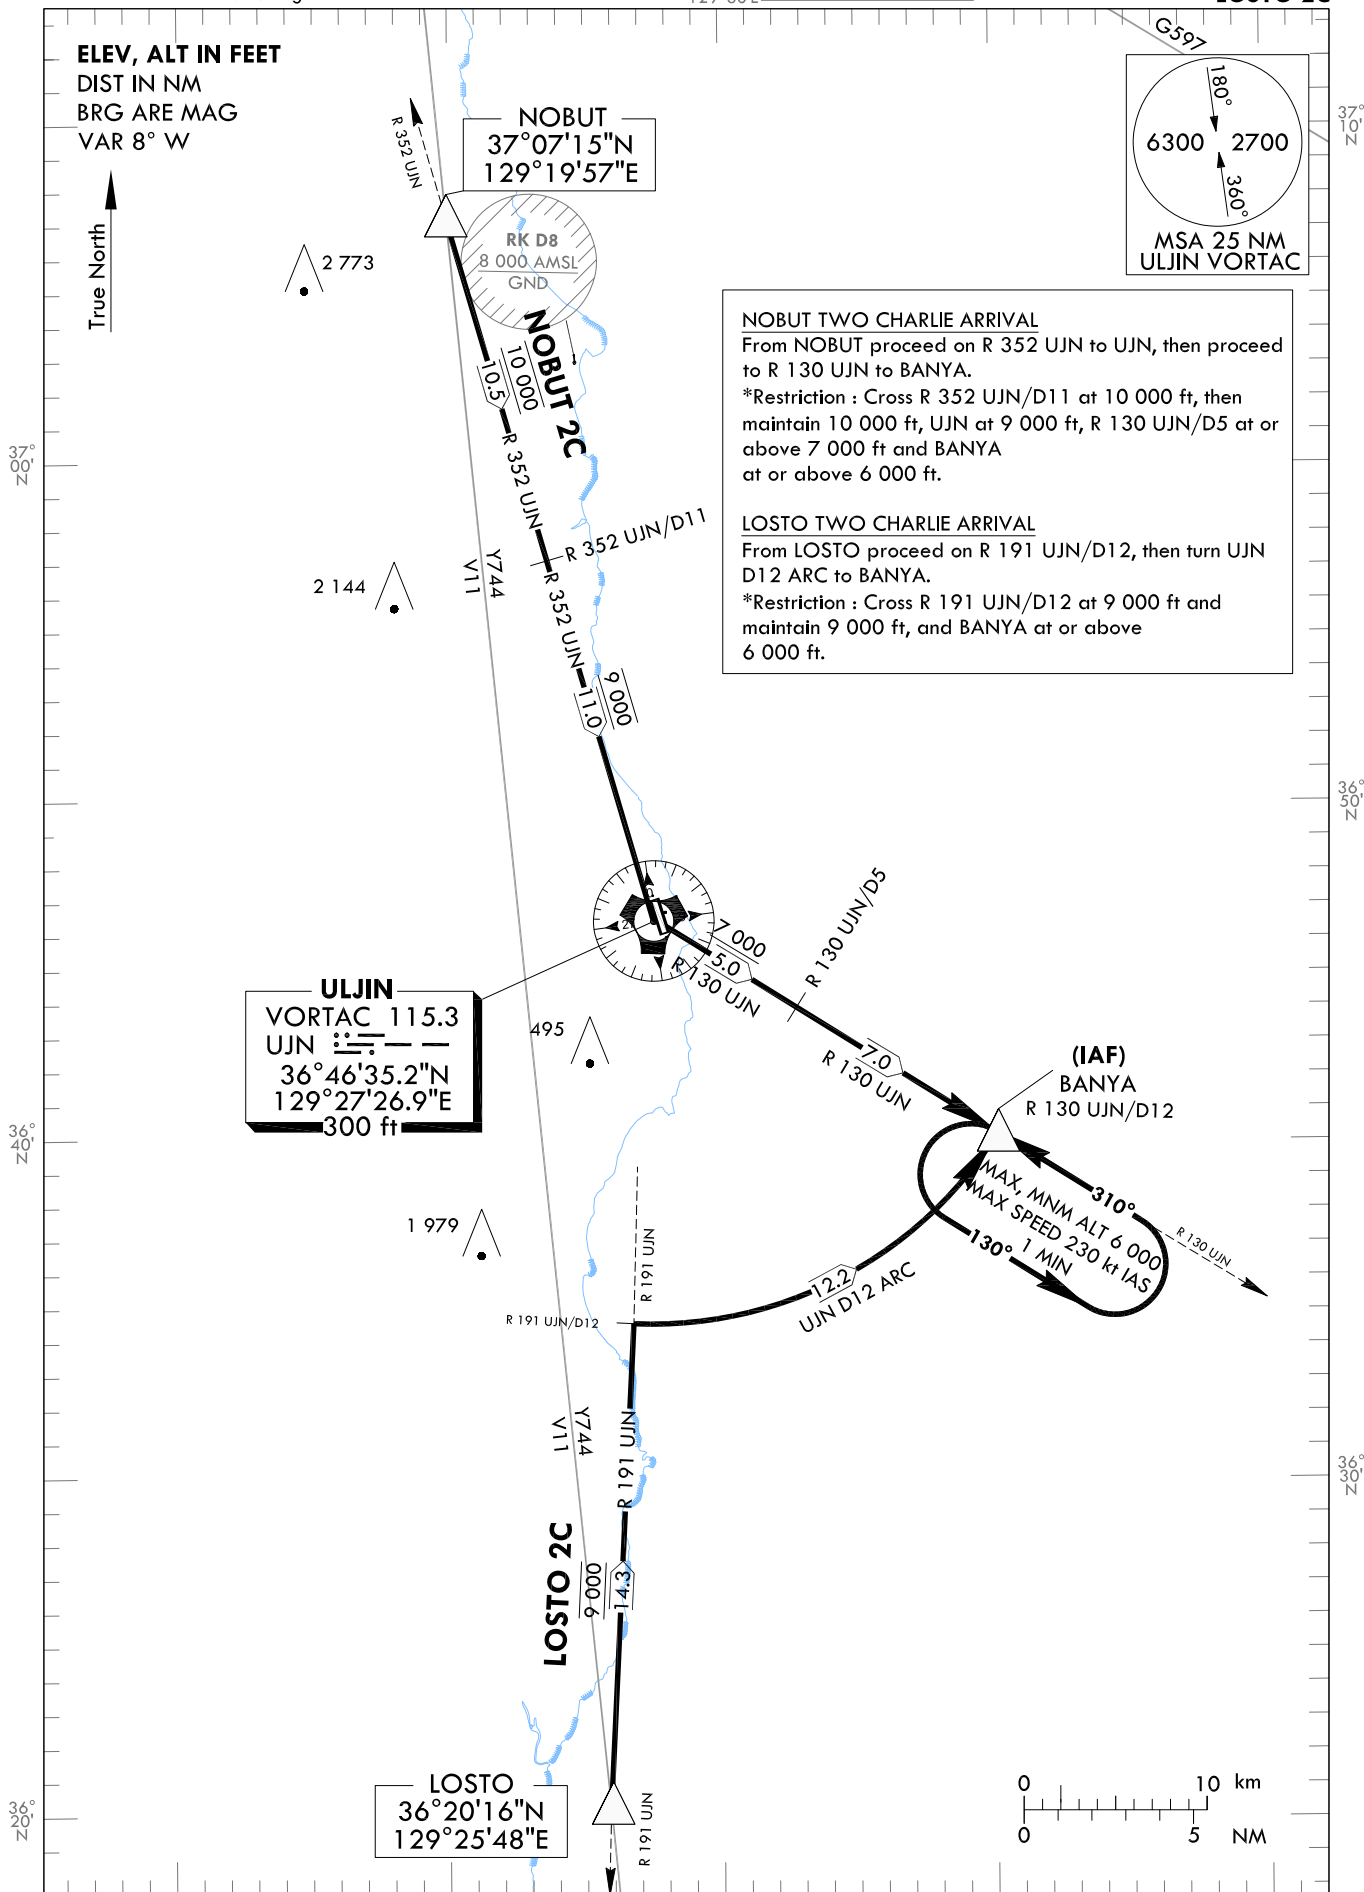 ELEV, ALT IN FEET
DIST IN NM
BRG ARE MAG
VAR 8° W
True North
G597
180°
6300 2700
360°
MSA 25 NM
ULJIN VORTAC
37°
10'
N
R 352 UJN
NOBUT
37°07'15"N
129°19'57"E
RK D8
8 000 AMSL
GND
2 773
NOBUT TWO CHARLIE ARRIVAL
From NOBUT proceed on R 352 UJN to UJN, then proceed
to R 130 UJN to BANYA.
*Restriction : Cross R 352 UJN/D11 at 10 000 ft, then
maintain 10 000 ft, UJN at 9 000 ft, R 130 UJN/D5 at or
above 7 000 ft and BANYA
at or above 6 000 ft.
LOSTO TWO CHARLIE ARRIVAL
From LOSTO proceed on R 191 UJN/D12, then turn UJN
D12 ARC to BANYA.
*Restriction : Cross R 191 UJN/D12 at 9 000 ft and
maintain 9 000 ft, and BANYA at or above
6 000 ft.
NOBUT 2C
10 000
10.5
R 352 UJN
37°
00'
N
R 352 UJN/D11
R 352 UJN
Y744
V11
2 144
9 000
11.0
36°
50'
N
R 130 UJN/D5
7 000
5.0
R 130 UJN
ULJIN
VORTAC 115.3
UJN
36°46'35.2"N
129°27'26.9"E
300 ft
495
7.0
R 130 UJN
(IAF)
BANYA
R 130 UJN/D12
36°
40'
N
MAX, MNM ALT 6 000
MAX SPEED 230 kt IAS
1 MIN
310°
130°
R 130 UJN
1 979
R 191 UJN
12.2
UJN D12 ARC
R 191 UJN/D12
Y744
V11
R 191 UJN
36°
30'
N
LOSTO 2C
9 000
14.3
LOSTO
36°20'16"N
129°25'48"E
R 191 UJN
36°
20'
N
0 10 km
0 5 NM